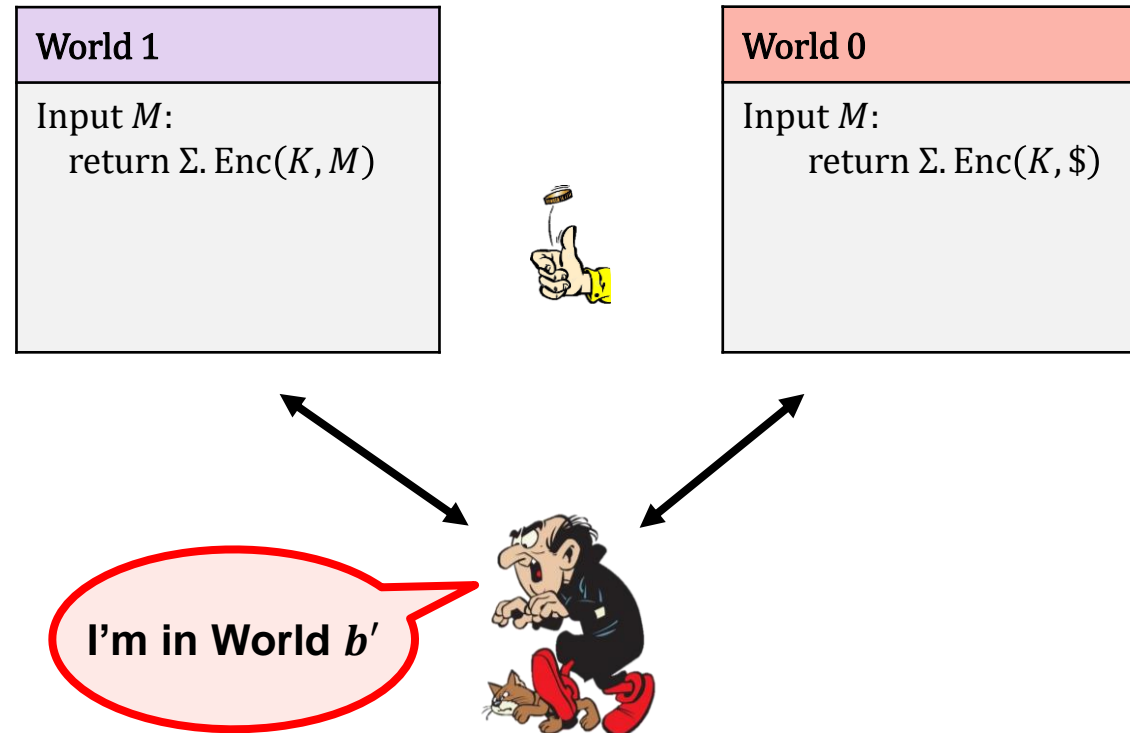 World 1
Input M:
return Σ. Enc(K, M)
World 0
Input M:
return Σ. Enc(K, $)
I'm in World b′